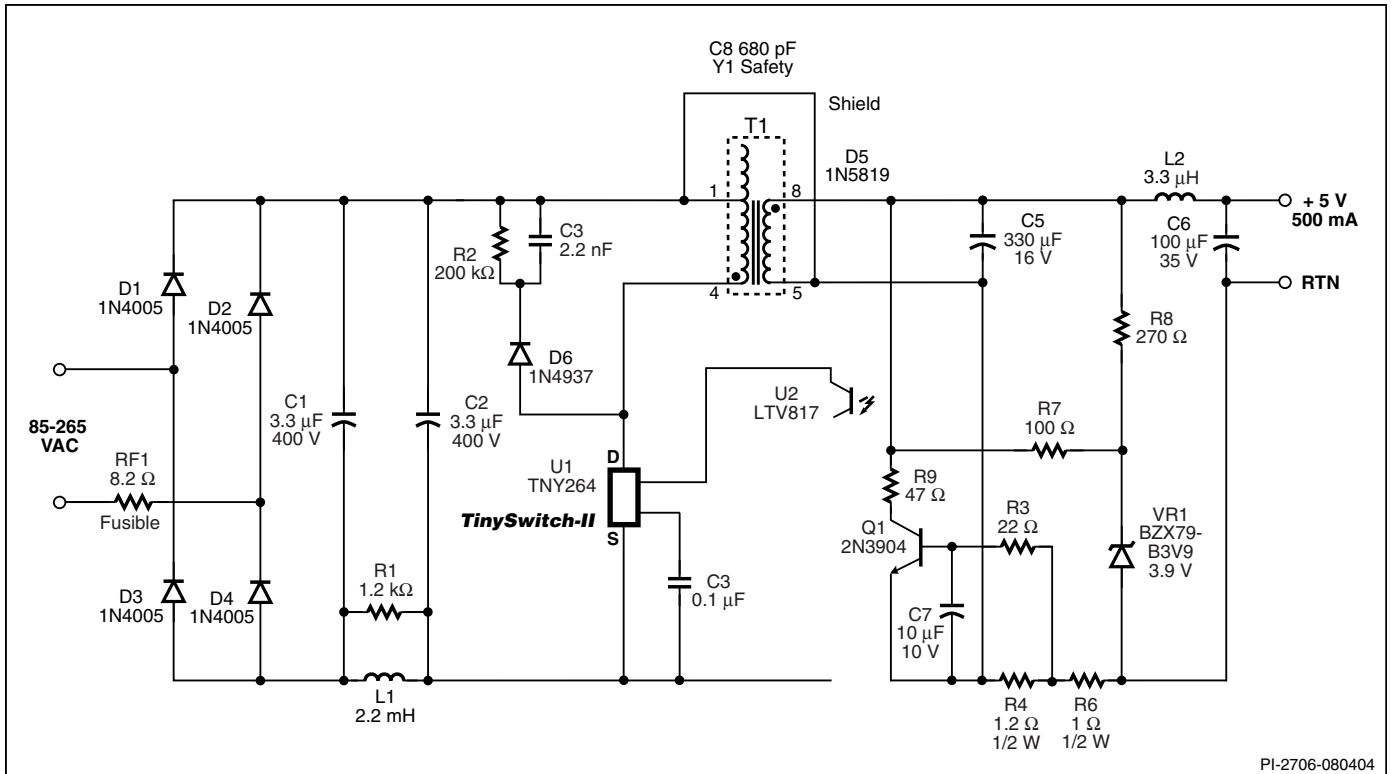 C8 680 pF
Y1 Safety
Shield
T1
D5
1N5819
L2
3.3 μH
1
8
+ 5 V
500 mA
C3
2.2 nF
R2
200 kΩ
C5
330 μF
16 V
C6
100 μF
35 V
D1
1N4005
D2
1N4005
4
5
RTN
R8
270 Ω
D6
1N4937
U2
LTV817
C1
3.3 μF
400 V
C2
3.3 μF
400 V
R7
100 Ω
85-265
VAC
D
U1
TNY264
R9
47 Ω
RF1
8.2 Ω
Fusible
TinySwitch-II
S
Q1
2N3904
R3
22 Ω
VR1
BZX79-
B3V9
3.9 V
R1
1.2 kΩ
C3
0.1 μF
D3
1N4005
D4
1N4005
C7
10 μF
10 V
L1
2.2 mH
R4
1.2 Ω
1/2 W
R6
1 Ω
1/2 W
PI-2706-080404